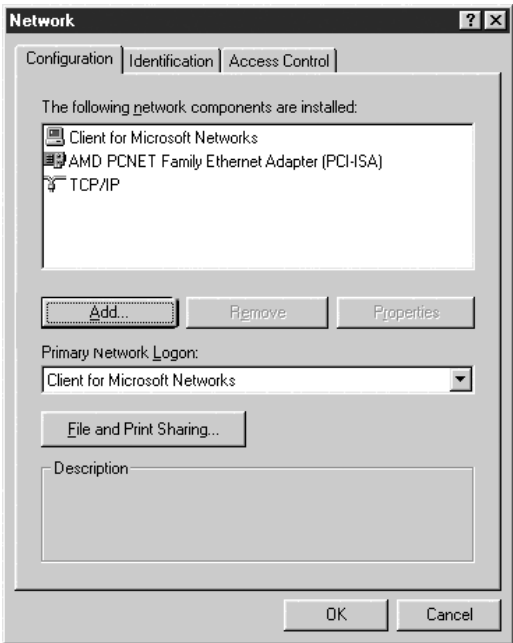 Network
Configuration Identification Access Control
The following network components are installed:
Client for Microsoft Networks
AMD PCNET Family Ethernet Adapter (PCI-ISA)
TCP/IP
Add... Remove Properties
Primary Network Logon:
Client for Microsoft Networks
File and Print Sharing...
Description
OK Cancel